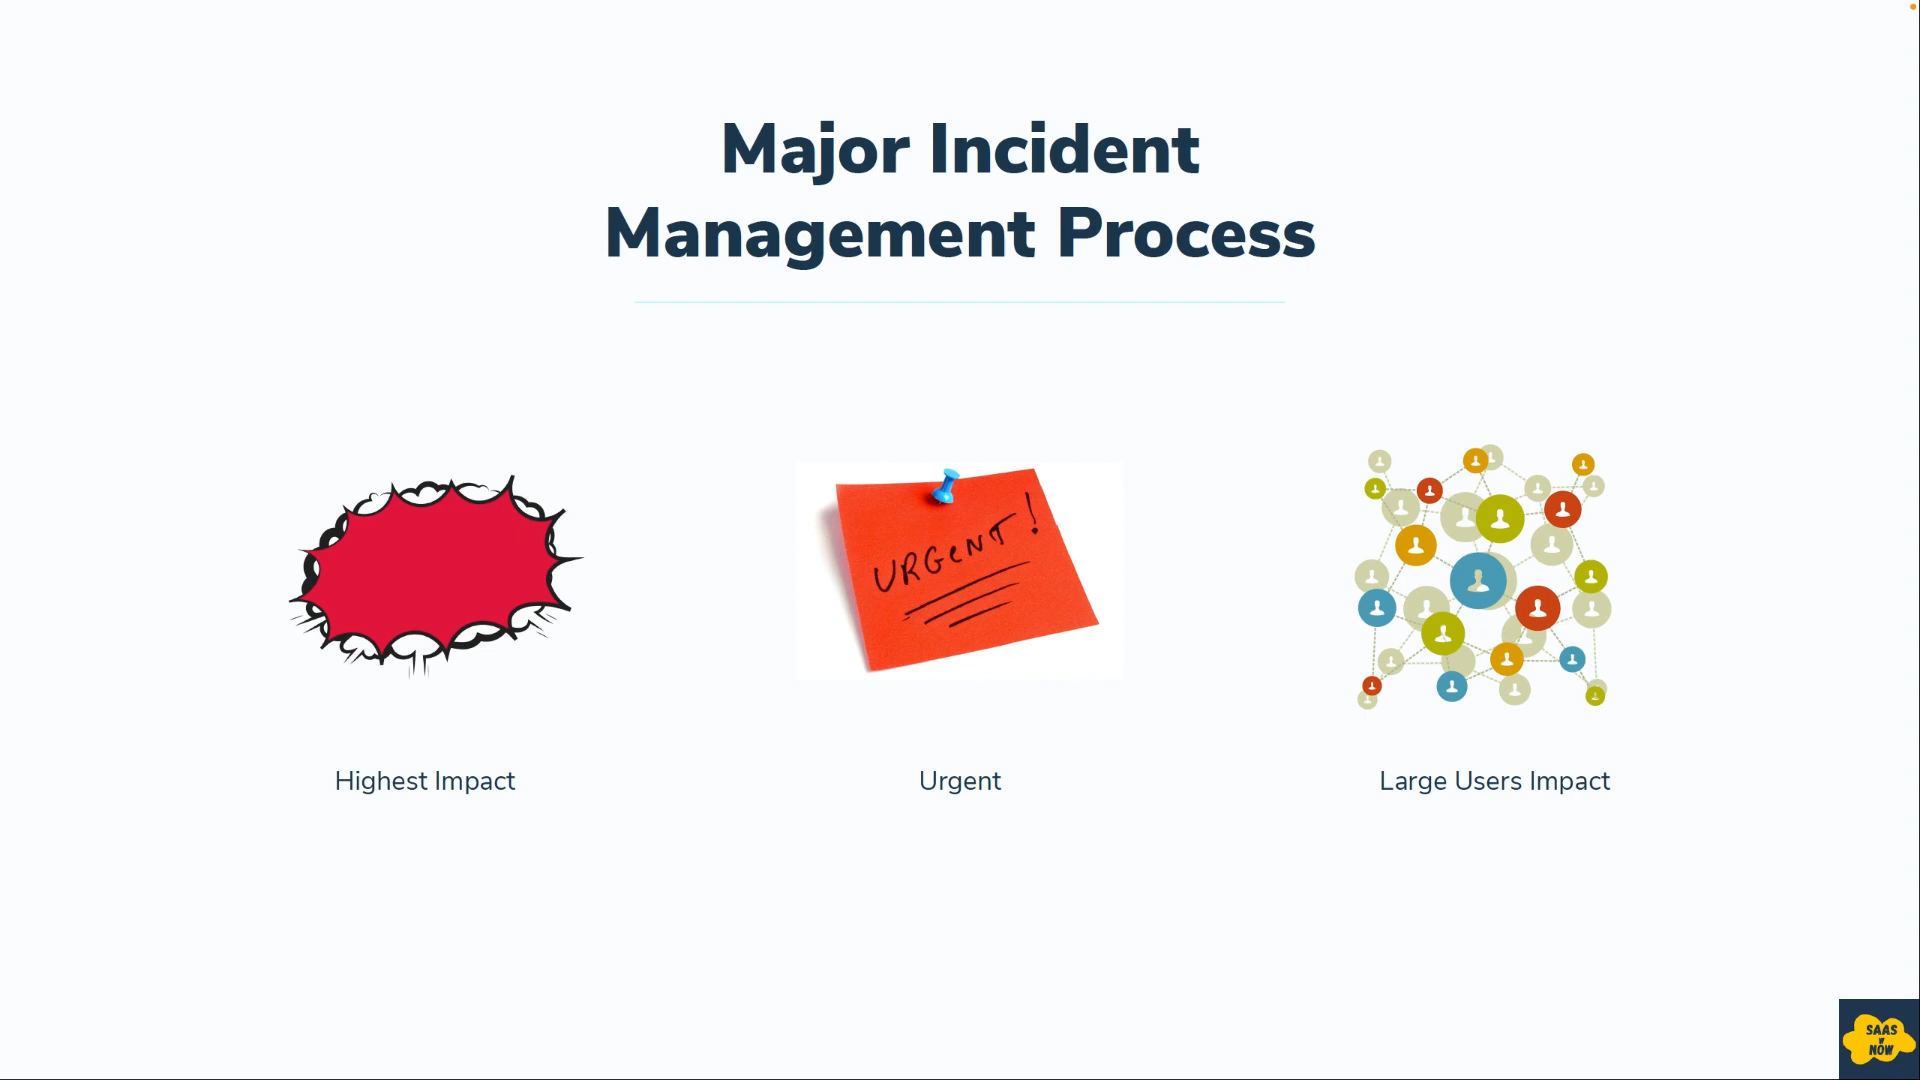 Major Incident
Management Process
URGeNT!
Highest Impact
Urgent
Large Users Impact
SAAS
W
NOW